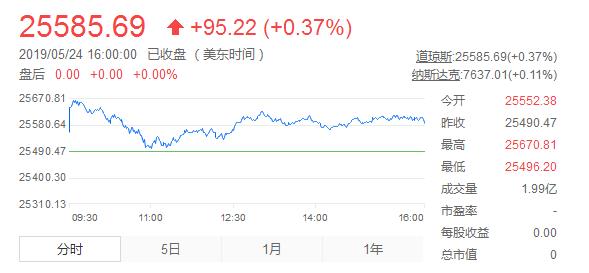 25585.69 +95.22 (+0.37%)
2019/05/24 16:00:00 已收盘 （ 美东时间 ）
道琼斯:25585.69(+0.37%)
盘后 0.00 +0.00 +0.00%
纳斯达克:7637.01(+0.11%)
25670.81
25580.64
25490.47
25400.30
25310.13
09:30 11:00 12:30 14:00 16:00
今开 25552.38
昨收 25490.47
最高 25670.81
最低 25496.20
成交量 1.99亿
市盈率 -
每股收益 0.00
总市值 0
分时 5日 1月 1年